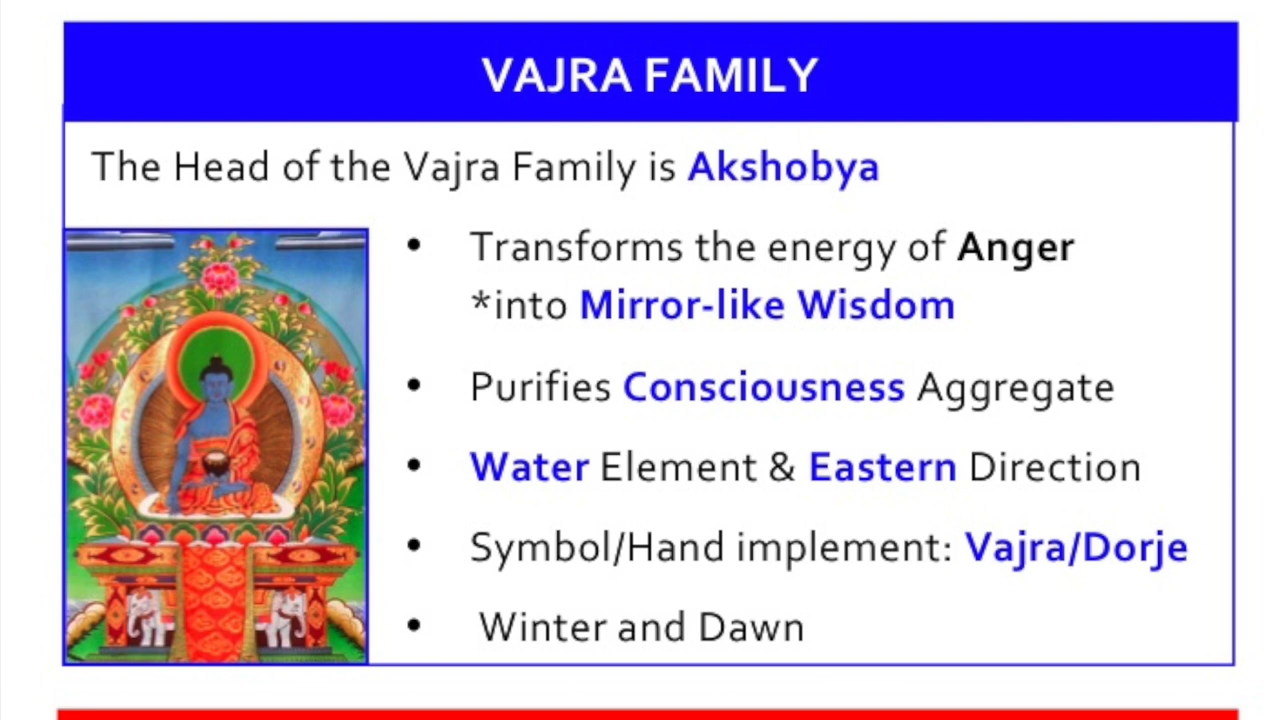 VAJRA FAMILY
The Head of the Vajra Family is Akshobya
• Transforms the energy of Anger
*into Mirror-like Wisdom
• Purifies Consciousness Aggregate
• Water Element & Eastern Direction
• Symbol/Hand implement: Vajra/Dorje
• Winter and Dawn